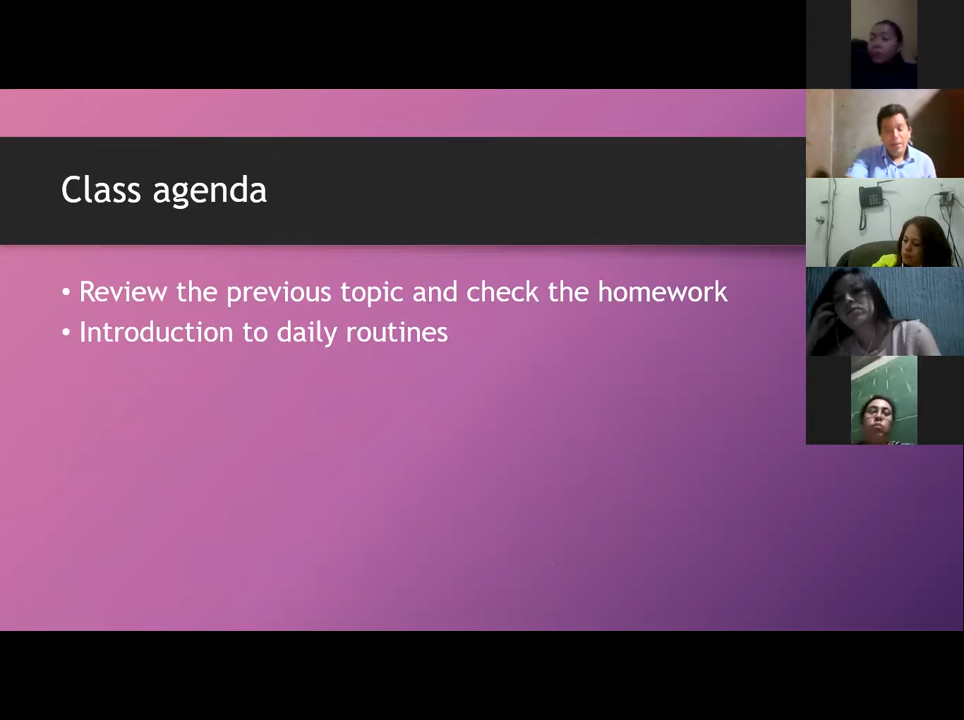 Class agenda
• Review the previous topic and check the homework
• Introduction to daily routines